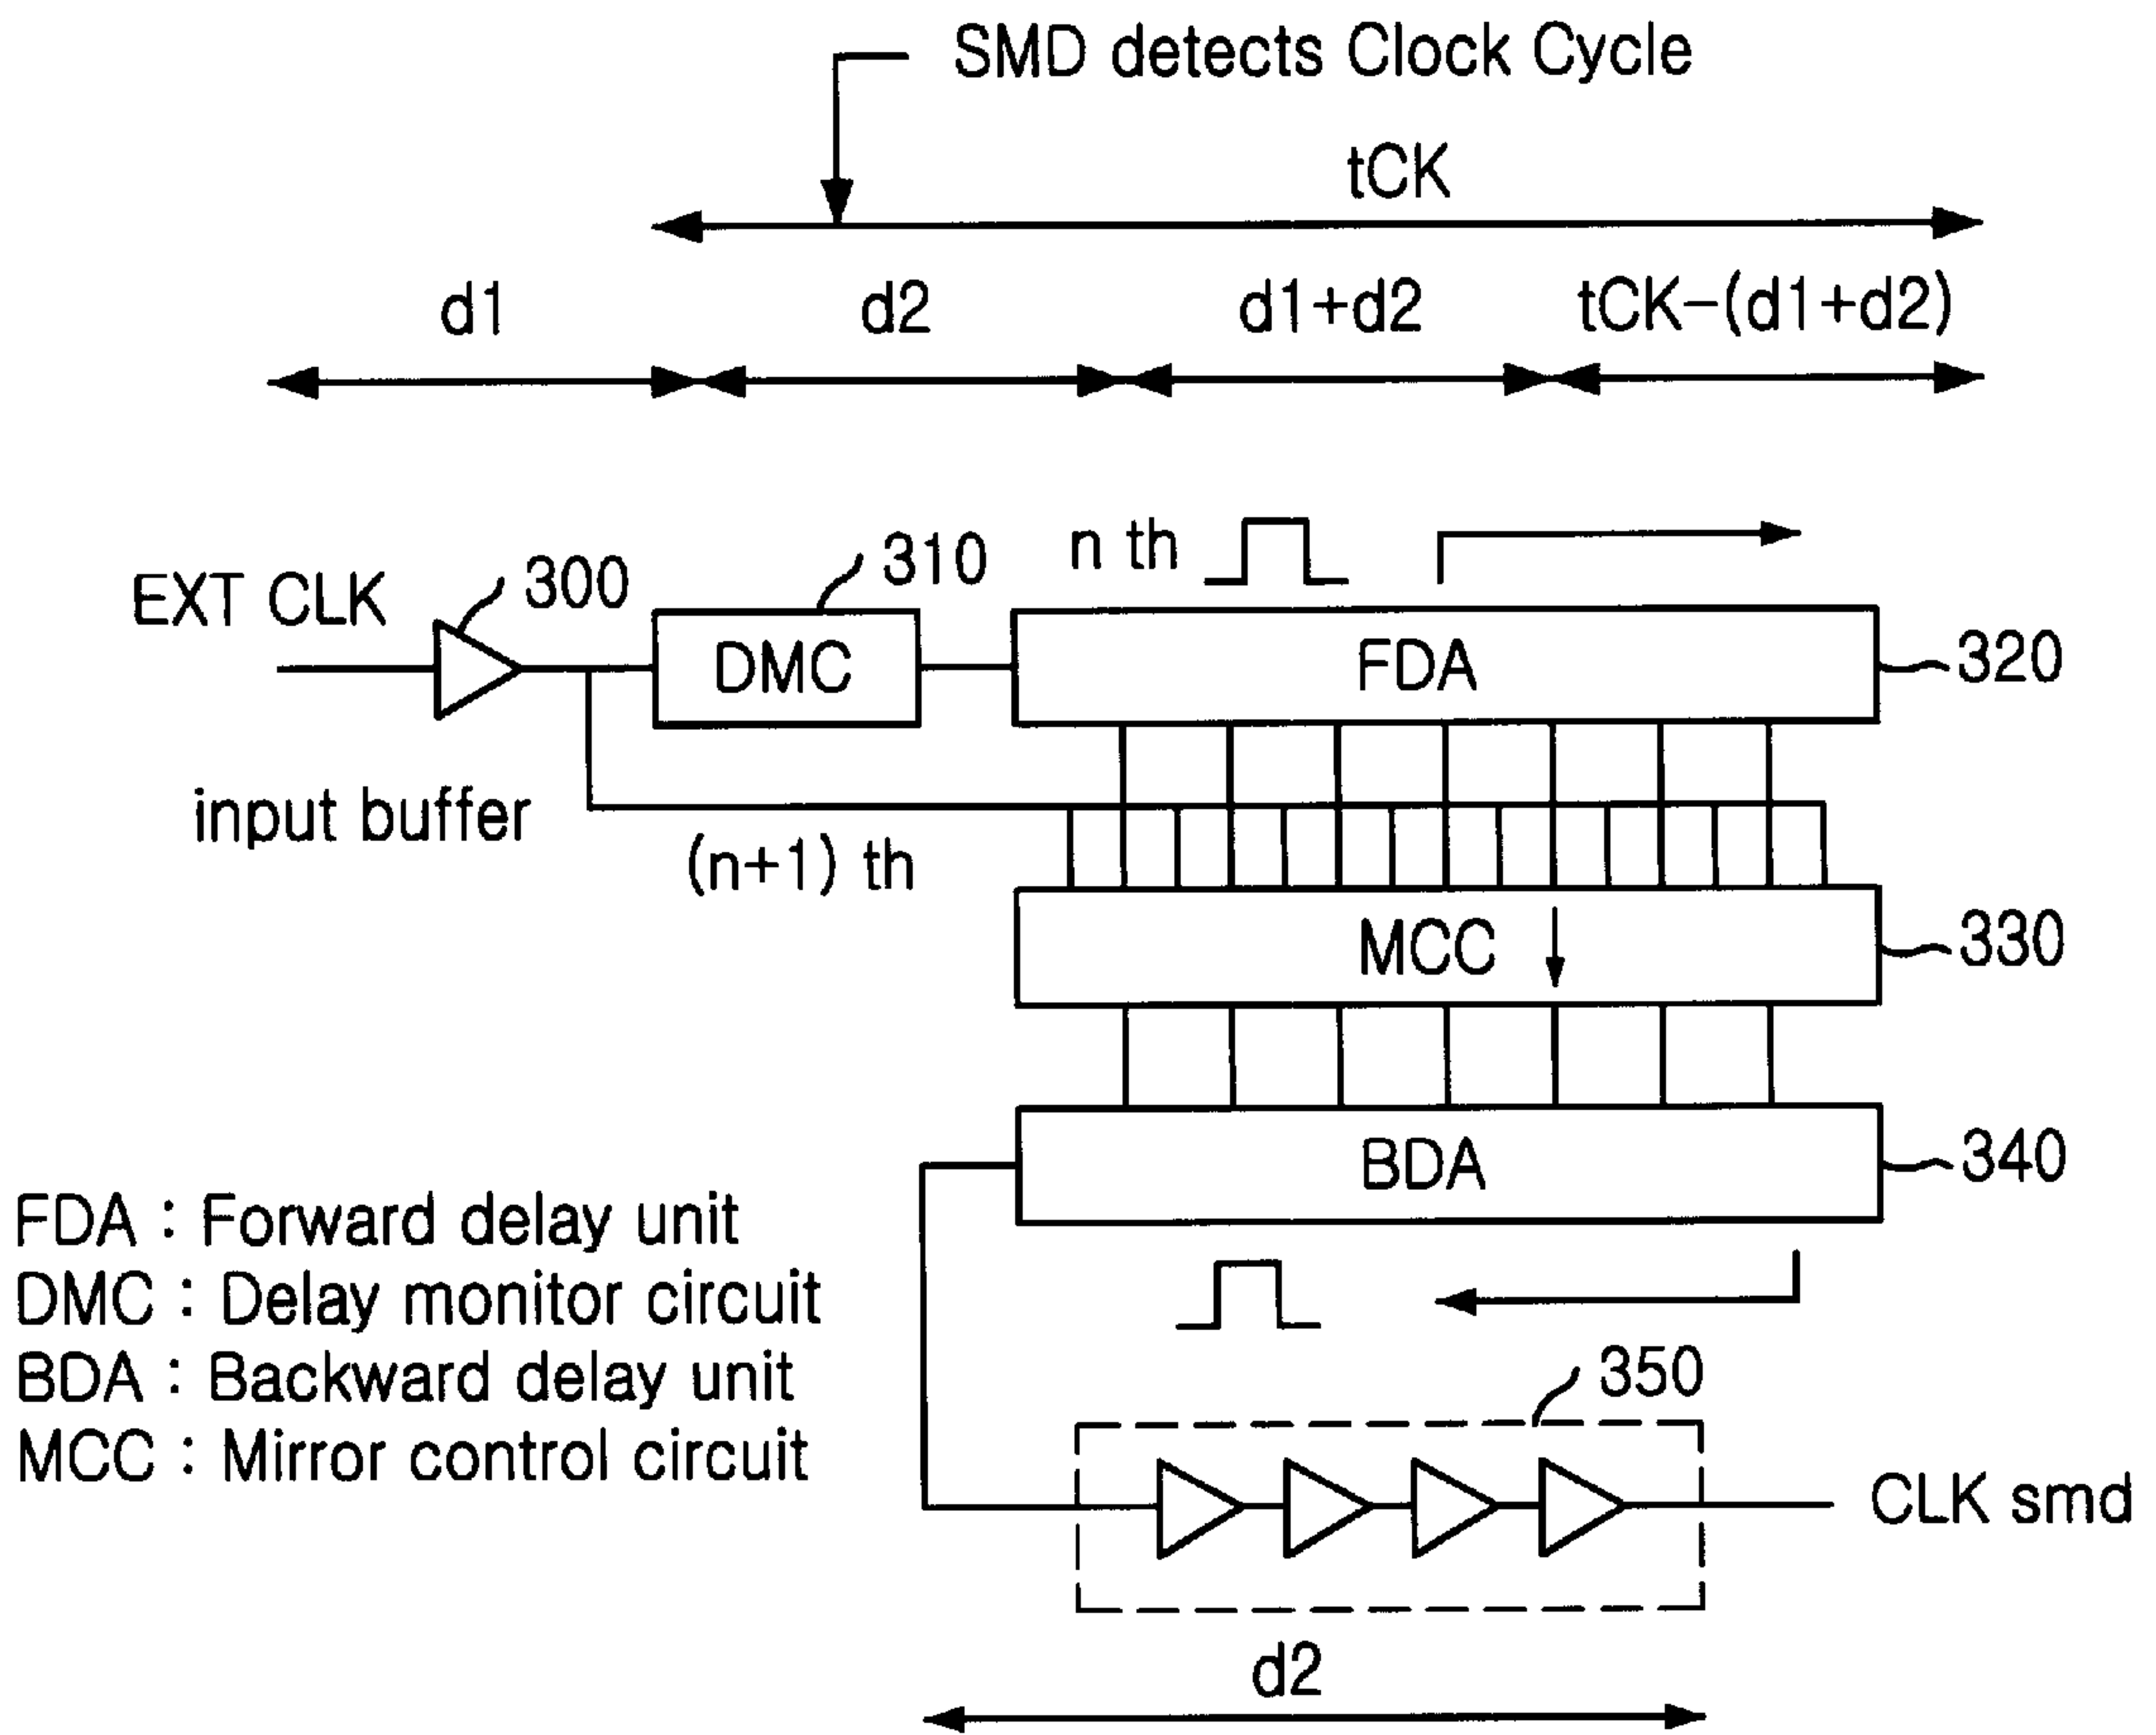 SMD detects Clock Cycle
tCK
d1
d2
d1+d2
tCK-(d1+d2)
n th
310
300
EXT CLK
DMC
FDA
320
input buffer
(n+1) th
MCC
330
BDA
340
FDA : Forward delay unit
DMC : Delay monitor circuit
BDA : Backward delay unit
MCC : Mirror control circuit
350
CLK smd
d2